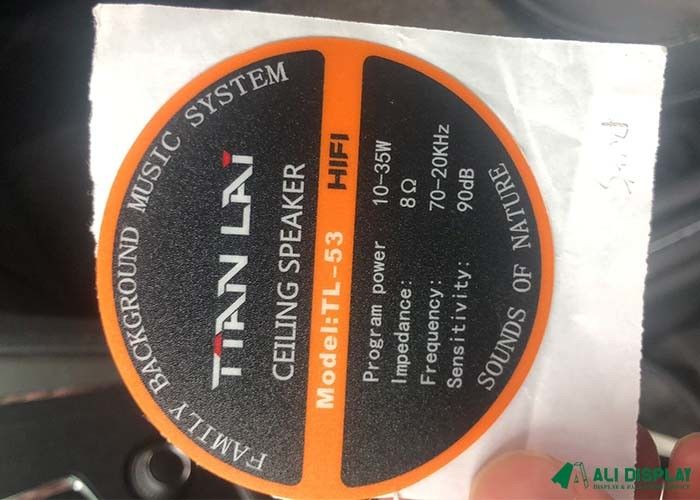 FAMILY BACKGROUND MUSIC SYSTEM
TIAN LAI
CEILING SPEAKER
Model:TL-53 HIFI
Program power 10-35W
Impedance: 8Ω
Frequency: 70-20KHz
Sensitivity: 90dB
SOUNDS OF NATURE
ALI DISPLAY